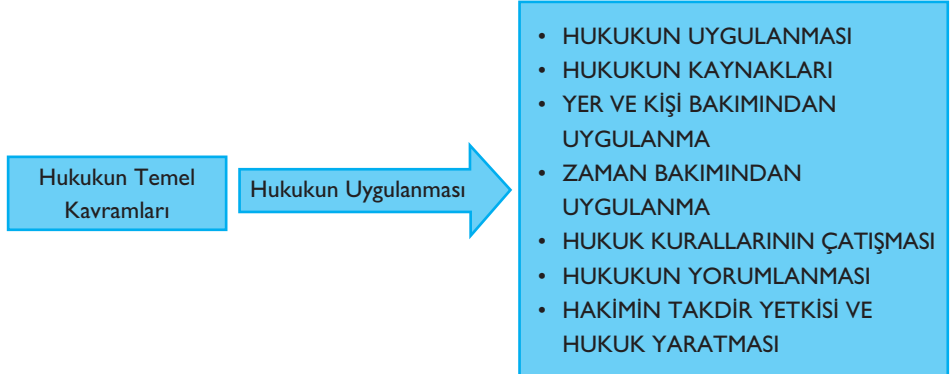 Hukukun Temel
Kavramları
Hukukun Uygulanması
• HUKUKUN UYGULANMASI
• HUKUKUN KAYNAKLARI
• YER VE KİŞİ BAKIMINDAN
UYGULANMA
• ZAMAN BAKIMINDAN
UYGULANMA
• HUKUK KURALLARININ ÇATIŞMASI
• HUKUKUN YORUMLANMASI
• HAKİMİN TAKDİR YETKİSİ VE
HUKUK YARATMASI